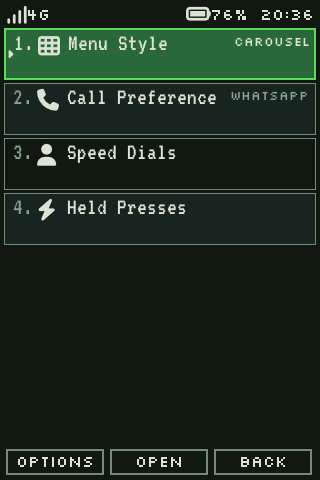 4G 76% 20:36
1. Menu Style CAROUSEL
2. Call Preference WHATSAPP
3. Speed Dials
4. Held Presses
OPTIONS OPEN BACK